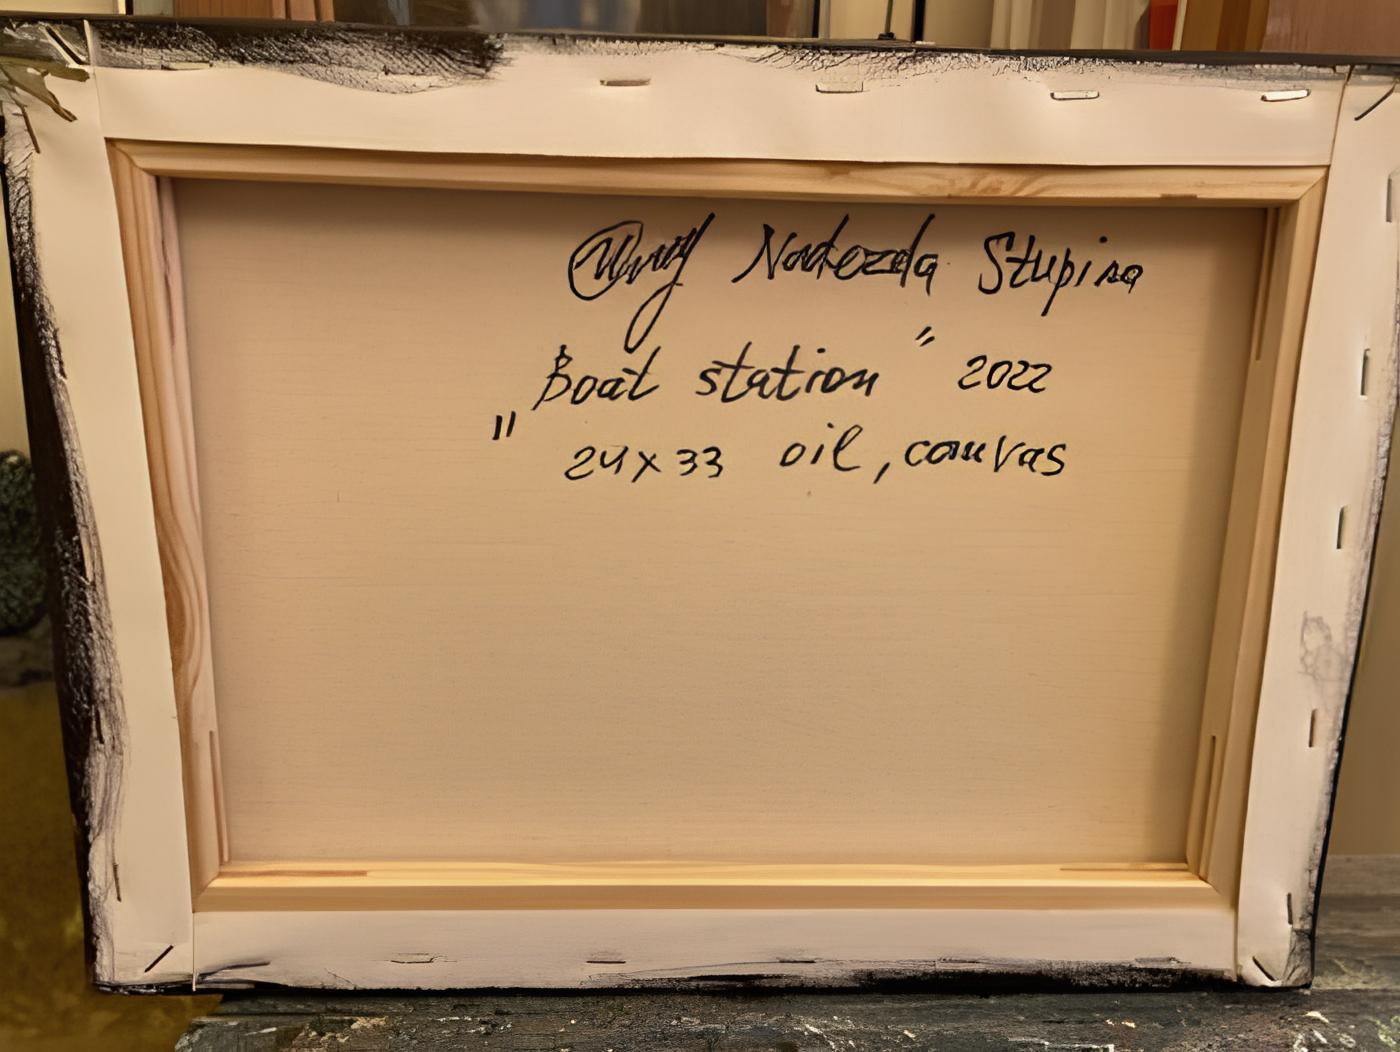 Nadezda Stupina
„Boat station" 2022
24x33 oil, canvas